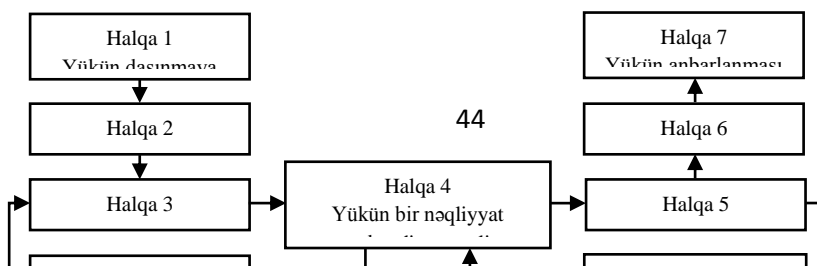 Halqa 1
Yükün daşınmaya
Halqa 2
Halqa 3
Halqa 4
Yükün bir nəqliyyat
Halqa 7
Yükün anbarlanması
44
Halqa 6
Halqa 5